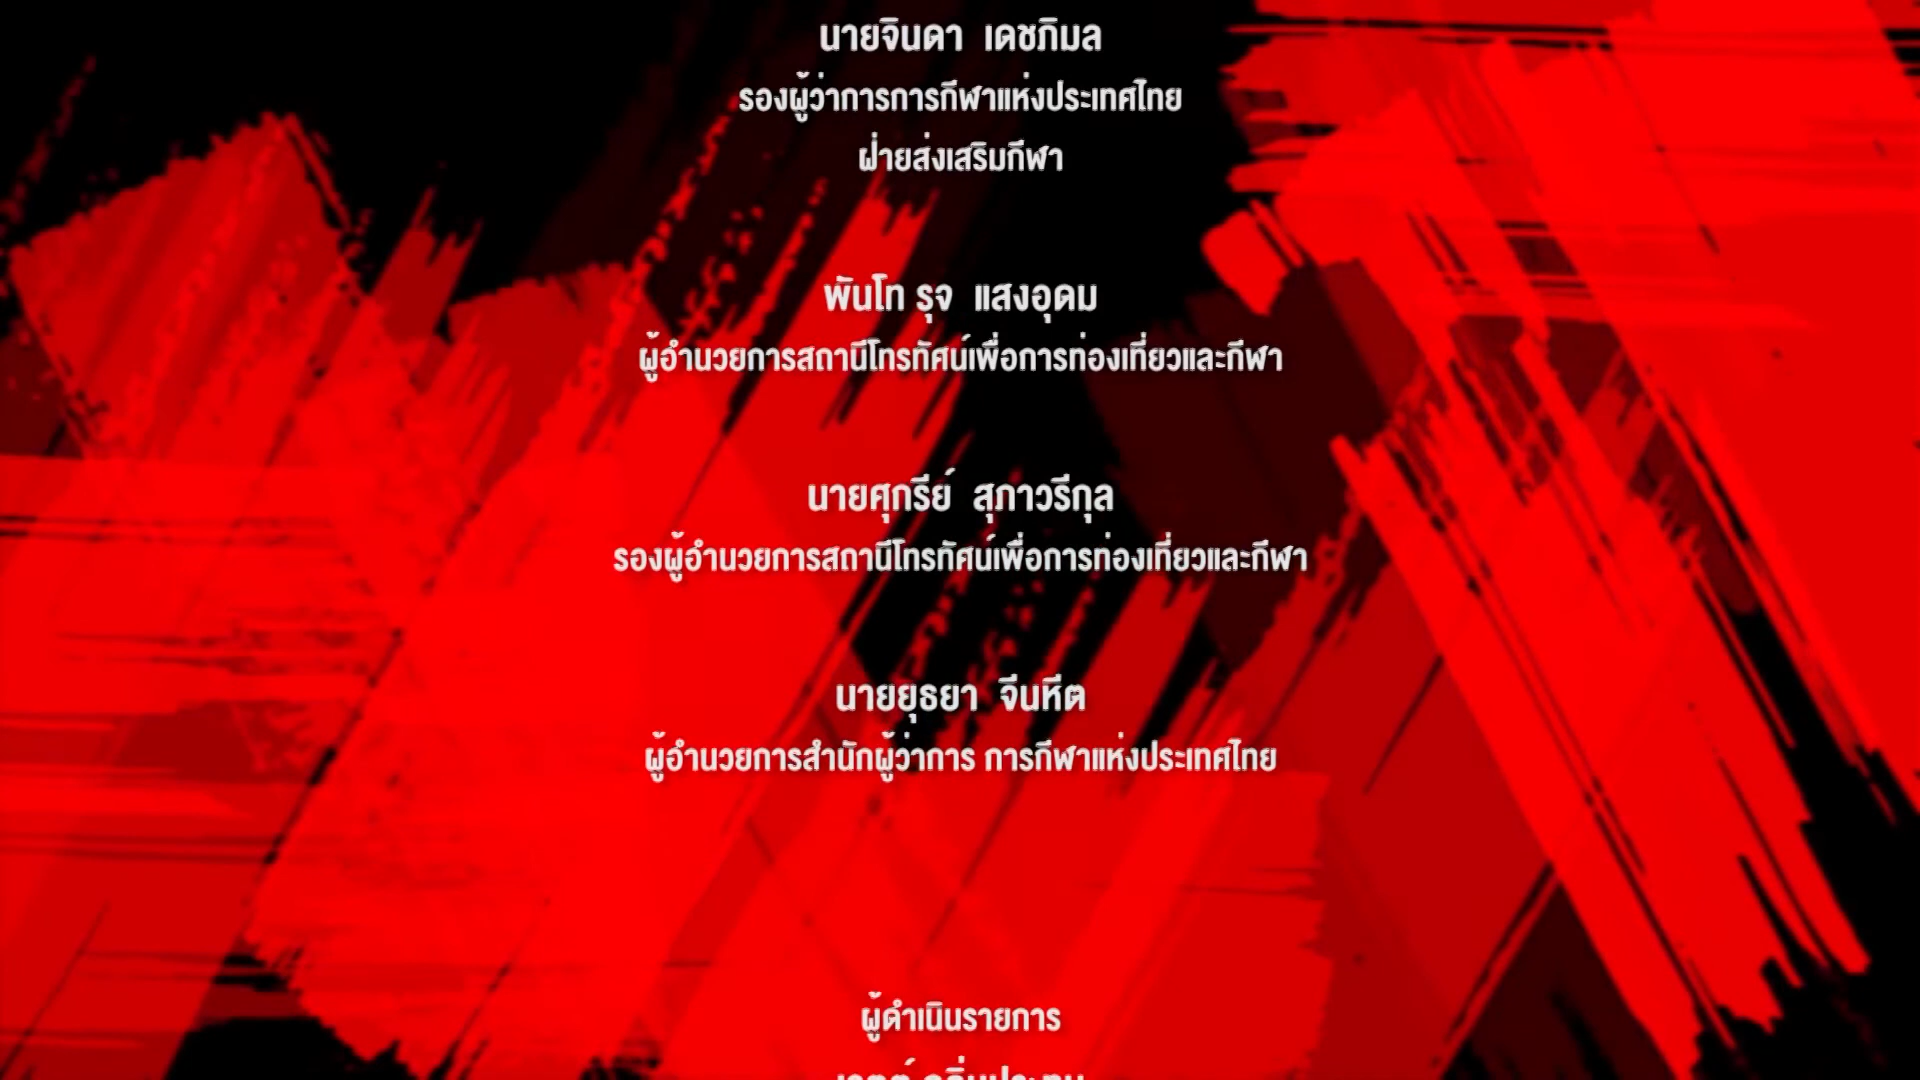 นายจินดา เดชภิมล
รองผู้ว่าการการกีฬาแห่งประเทศไทย
ฝ่ายส่งเสริมกีฬา
พันโท รุจ แสงอุดม
ผู้อำนวยการสถานีโทรทัศน์เพื่อการท่องเที่ยวและกีฬา
นายศุกรีย์ สุภาวรีกุล
รองผู้อำนวยการสถานีโทรทัศน์เพื่อการท่องเที่ยวและกีฬา
นายยุธยา จีนหีต
ผู้อำนวยการสำนักผู้ว่าการ การกีฬาแห่งประเทศไทย
ผู้ดำเนินรายการ